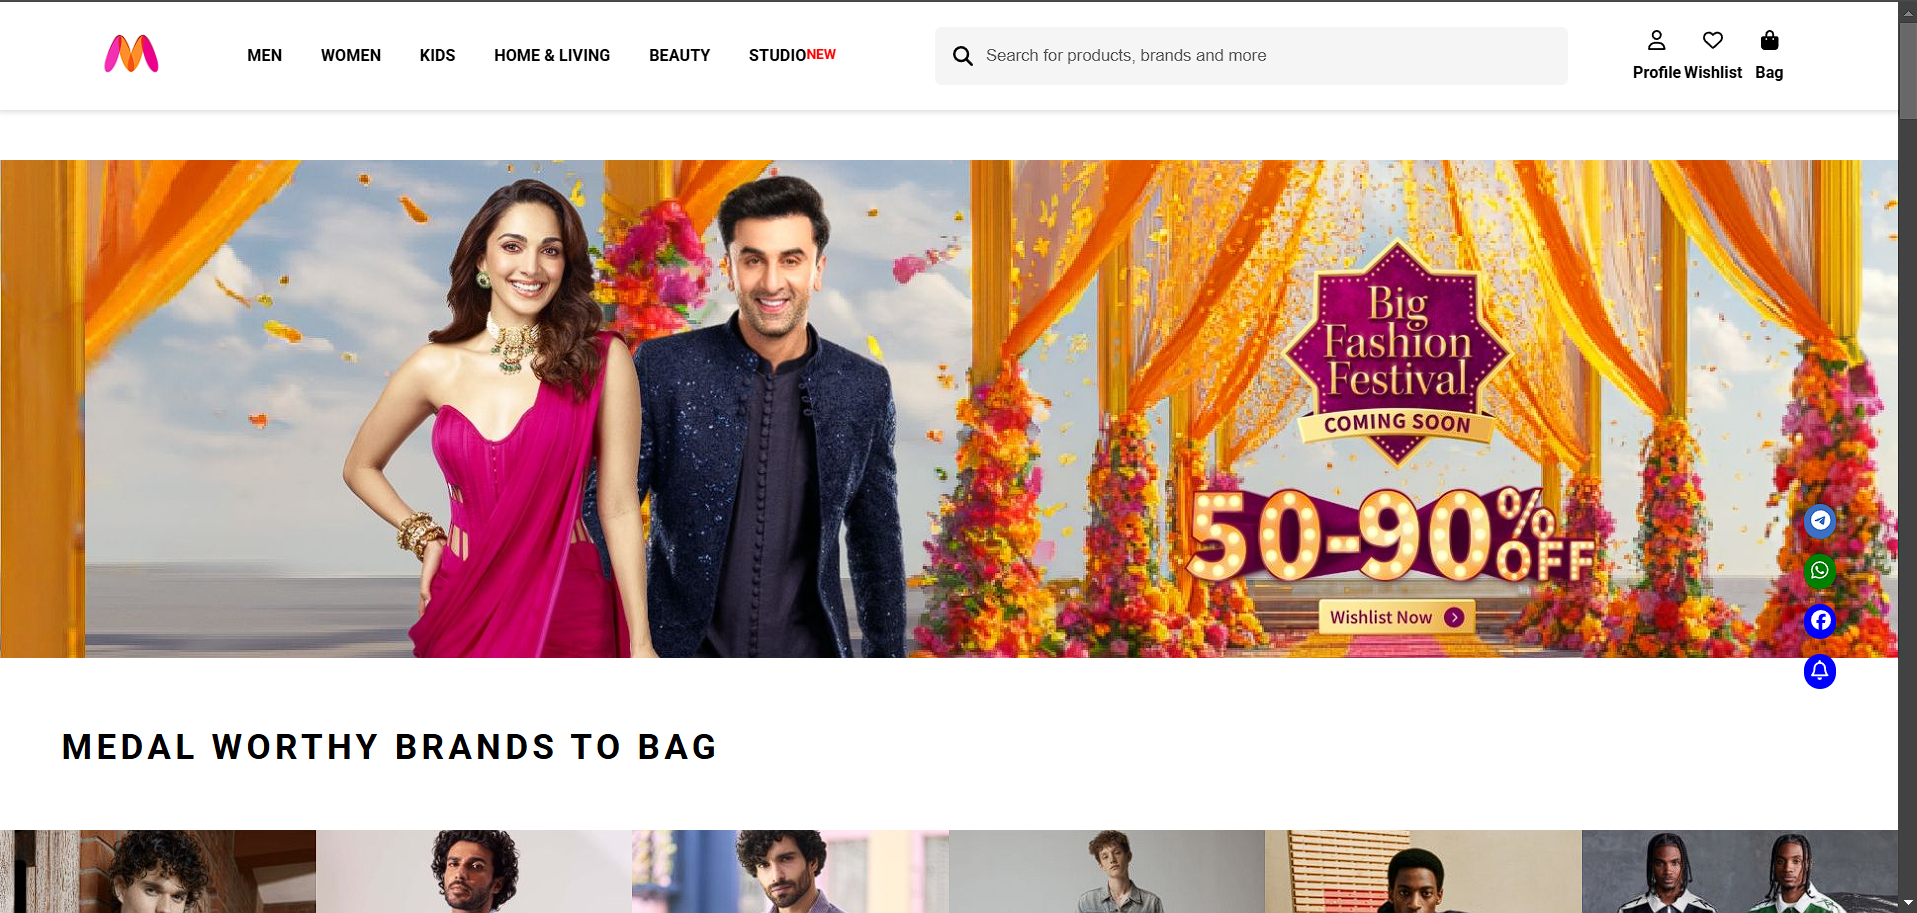 MEN WOMEN KIDS HOME & LIVING BEAUTY STUDIONEW
Search for products, brands and more
Profile Wishlist Bag
Big
Fashion
Festival
COMING SOON
50-90% OFF
Wishlist Now
MEDAL WORTHY BRANDS TO BAG